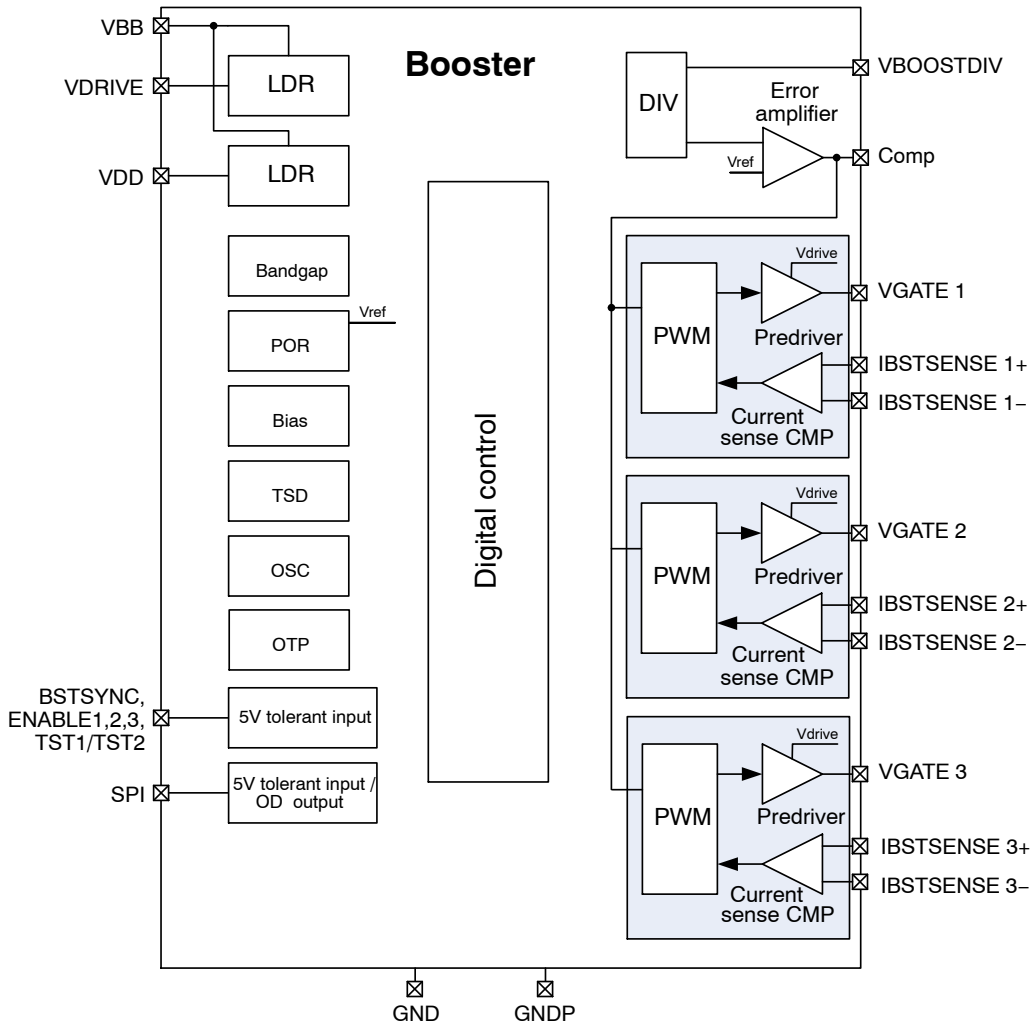 Booster
VBB
VDRIVE
VDD
LDR
LDR
Bandgap
POR
Vref
Bias
TSD
OSC
OTP
BSTSYNC,
ENABLE1,2,3,
TST1/TST2
5V tolerant input
SPI
5V tolerant input /
OD output
Digital control
DIV
Error
amplifier
Vref
VBOOSTDIV
Comp
PWM
Vdrive
Predriver
Current
sense CMP
VGATE 1
IBSTSENSE 1+
IBSTSENSE 1−
PWM
Vdrive
Predriver
Current
sense CMP
VGATE 2
IBSTSENSE 2+
IBSTSENSE 2−
PWM
Vdrive
Predriver
Current
sense CMP
VGATE 3
IBSTSENSE 3+
IBSTSENSE 3−
GND
GNDP